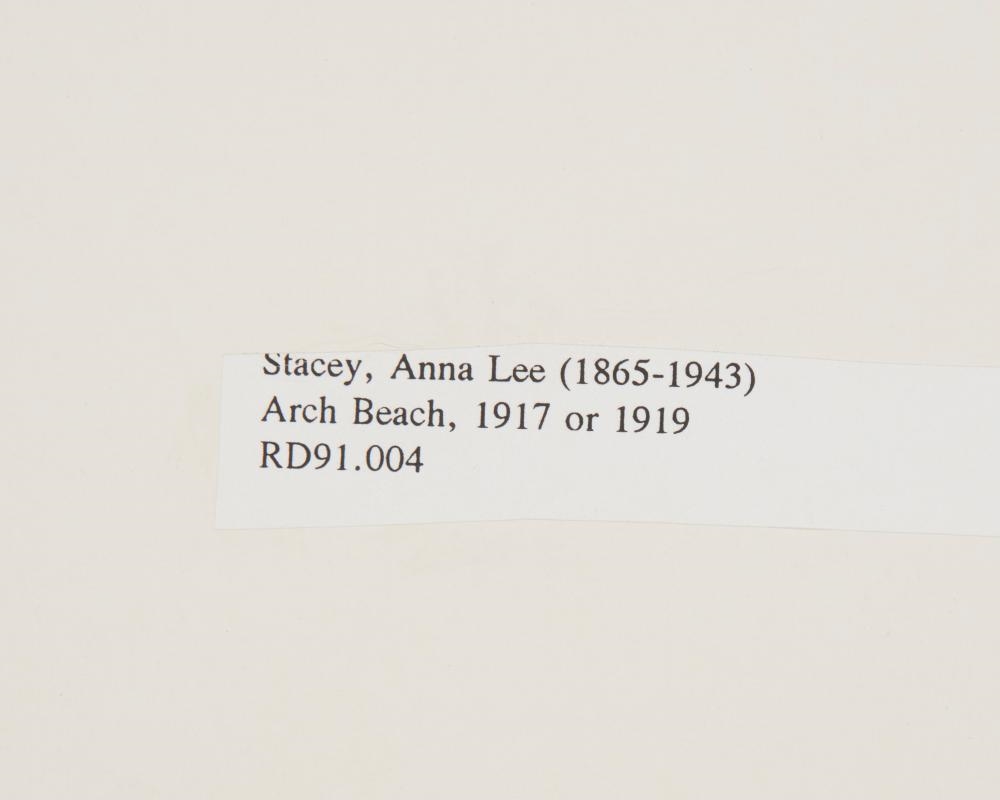 Stacey, Anna Lee (1865-1943)
Arch Beach, 1917 or 1919
RD91.004